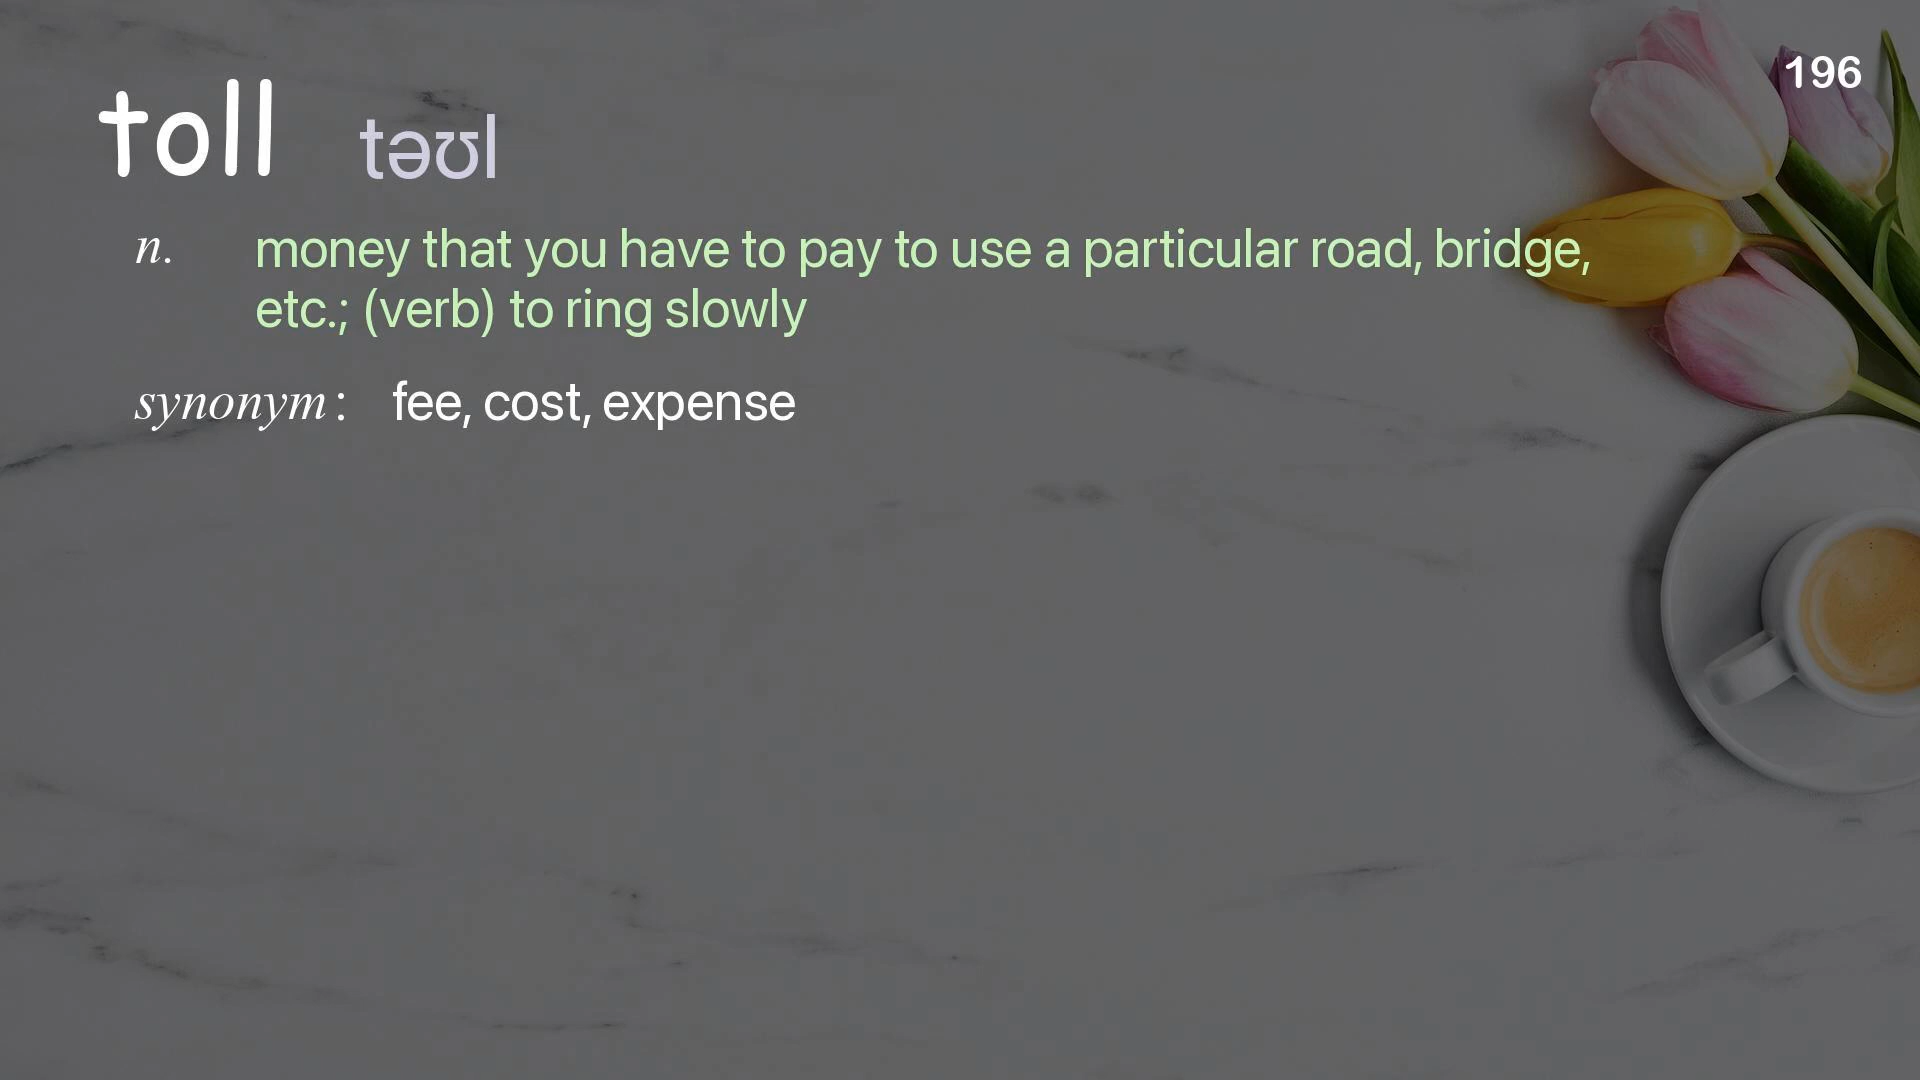 196
toll təʊl
n. money that you have to pay to use a particular road, bridge,
etc.; (verb) to ring slowly
synonym : fee, cost, expense